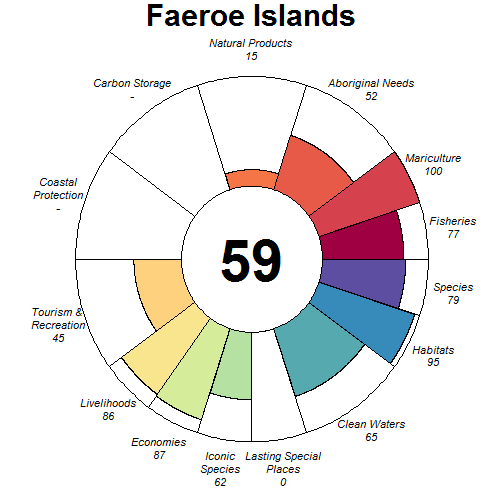 Faeroe Islands
Natural Products
15
Carbon Storage
-
Aboriginal Needs
52
Mariculture
100
Coastal
Protection
-
Fisheries
77
59
Species
79
Tourism &
Recreation
45
Habitats
95
Livelihoods
86
Clean Waters
65
Economies
87
Iconic
Species
62
Lasting Special
Places
0